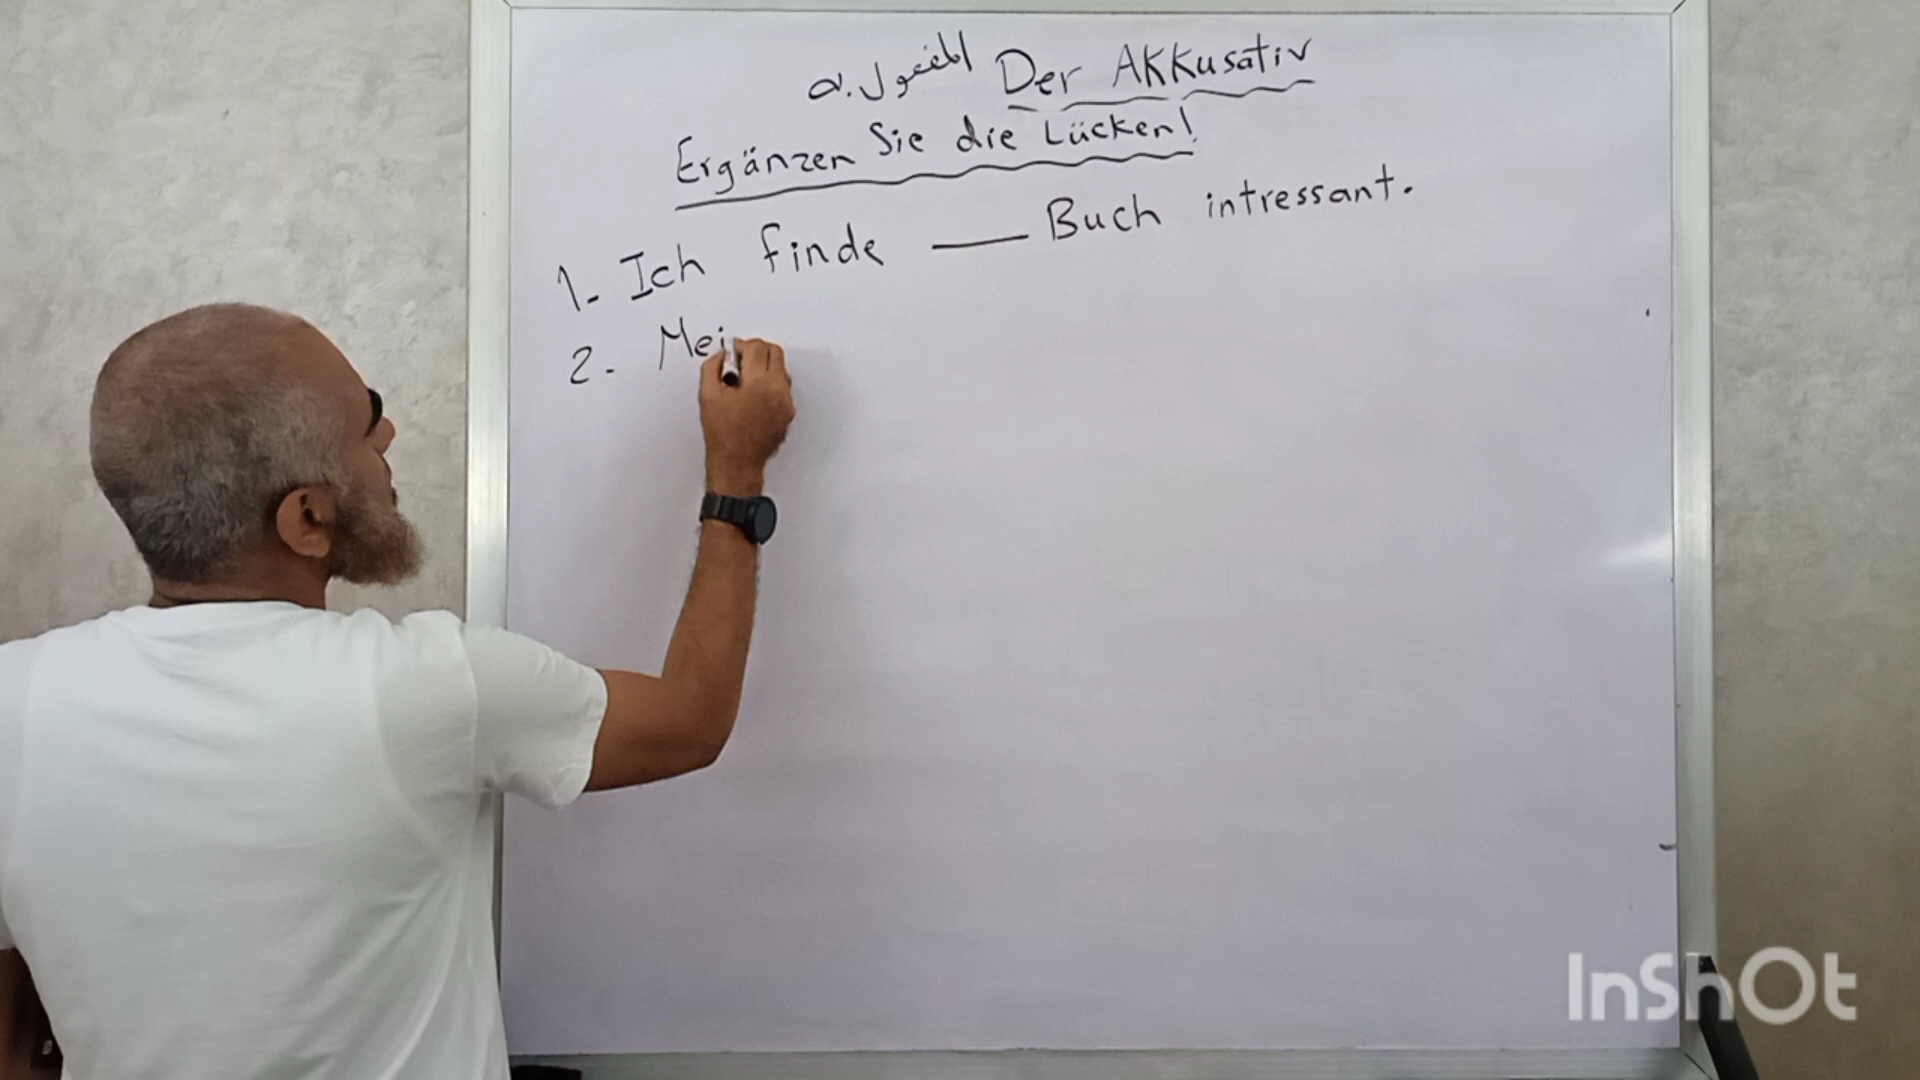 المفعول به Der Akkusativ
Ergänzen Sie die Lücken!
1- Ich finde ___ Buch intressant.
2- Mei
InShOt